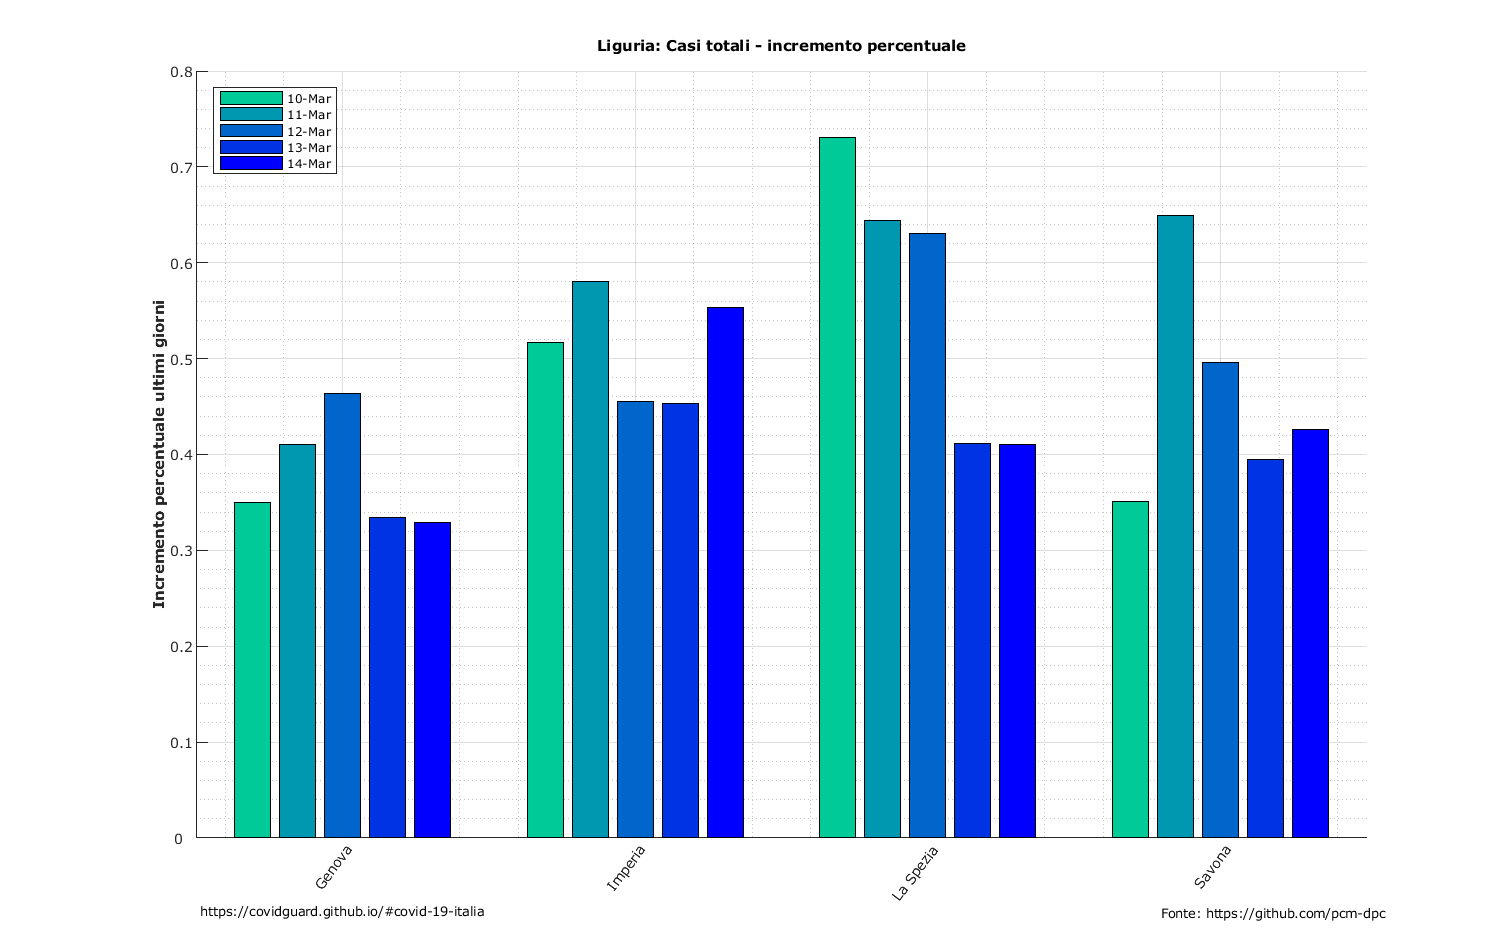 Liguria: Casi totali - incremento percentuale
0.8
0.7
0.6
0.5
0.4
0.3
0.2
0.1
0
Incremento percentuale ultimi giorni
10-Mar
11-Mar
12-Mar
13-Mar
14-Mar
Genova
Imperia
La Spezia
Savona
https://covidguard.github.io/#covid-19-italia
Fonte: https://github.com/pcm-dpc